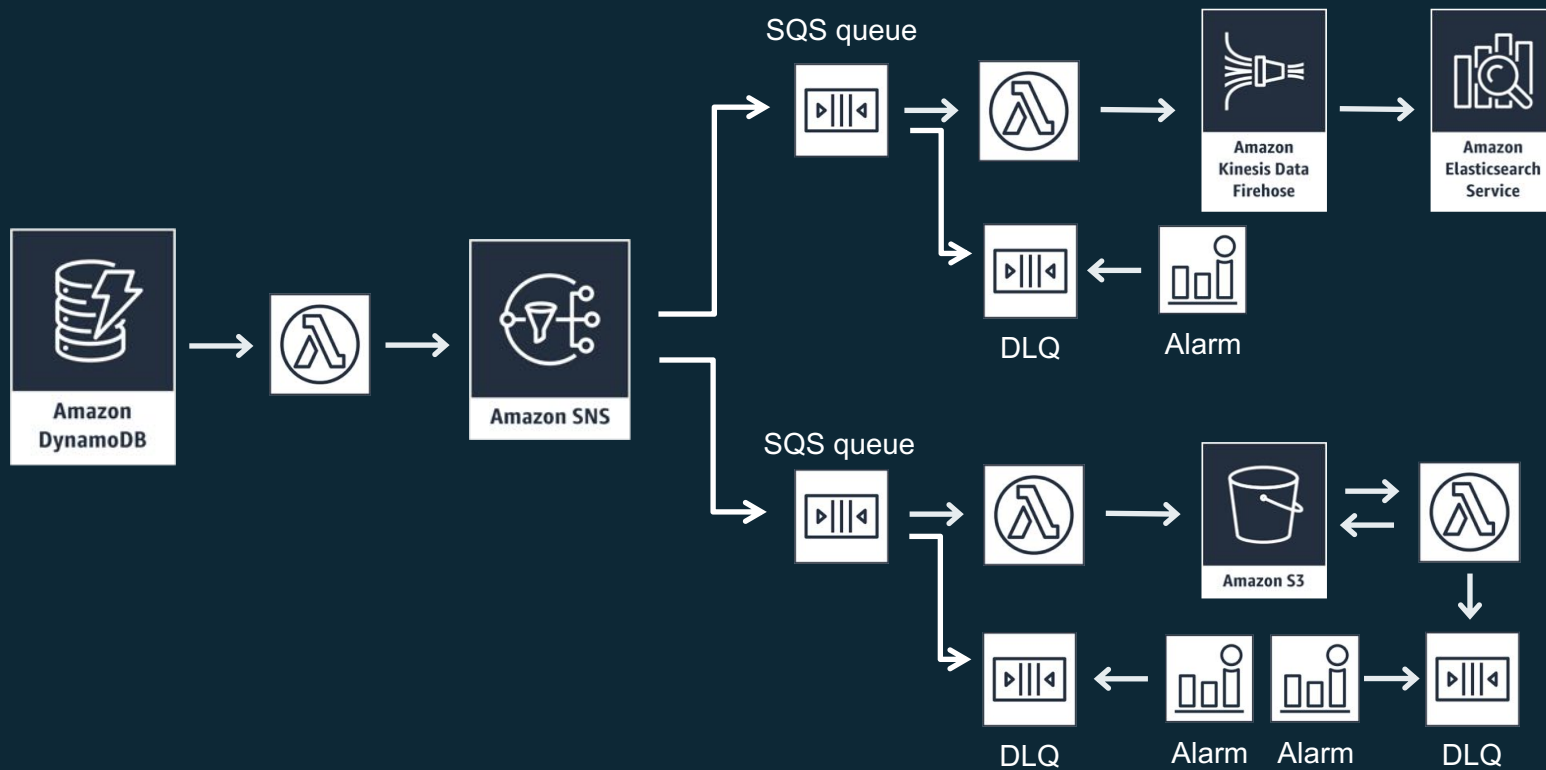 SQS queue
Amazon
Kinesis Data
Firehose
Amazon
Elasticsearch
Service
DLQ
Alarm
Amazon
DynamoDB
Amazon SNS
SQS queue
Amazon S3
DLQ
Alarm
Alarm
DLQ